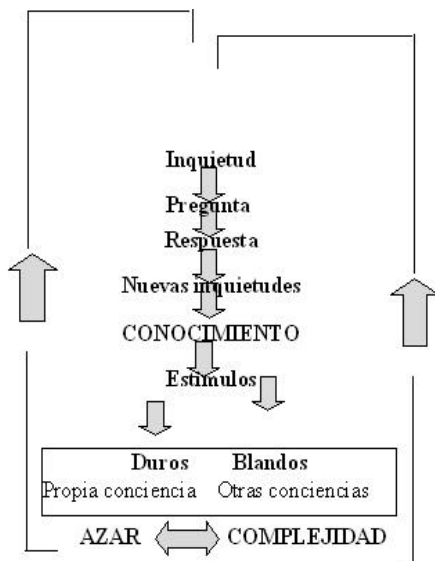 Inquietud
Pregunta
Respuesta
Nuevas inquietudes
CONOCIMIENTO
Estímulos
Duros Blandos
Propia conciencia Otras conciencias
AZAR COMPLEJIDAD